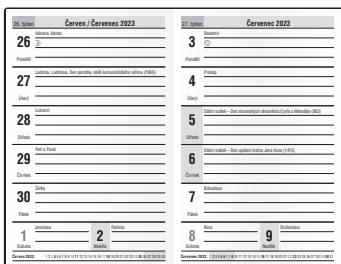 26. týden
Červen / Červenec 2023
26
Pondělí
Adriana, Adrian
27
Úterý
Ladislav, Ladislava, Den památky obětí komunistického režimu (1950)
28
Středa
Lubomír
29
Čtvrtek
Petr a Pavel
30
Pátek
Šárka
1
Sobota
Jaroslava
2
Neděle
Patricie
Červenec 2023
27. týden
Červenec 2023
3
Pondělí
Radomír
4
Úterý
Prokop
5
Středa
Státní svátek – Den slovanských věrozvěstů Cyrila a Metoděje (863)
6
Čtvrtek
Státní svátek – Den upálení mistra Jana Husa (1415)
7
Pátek
Bohuslava
8
Sobota
Nora
9
Neděle
Drahoslava
Červenec 2023